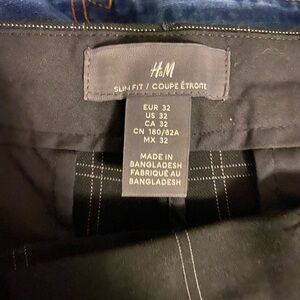 H&M
SLIM FIT / COUPE ÉTROITE
EUR 32
US 32
CA 32
CN 180/82A
MX 32
MADE IN
BANGLADESH
FABRIQUÉ AU
BANGLADESH